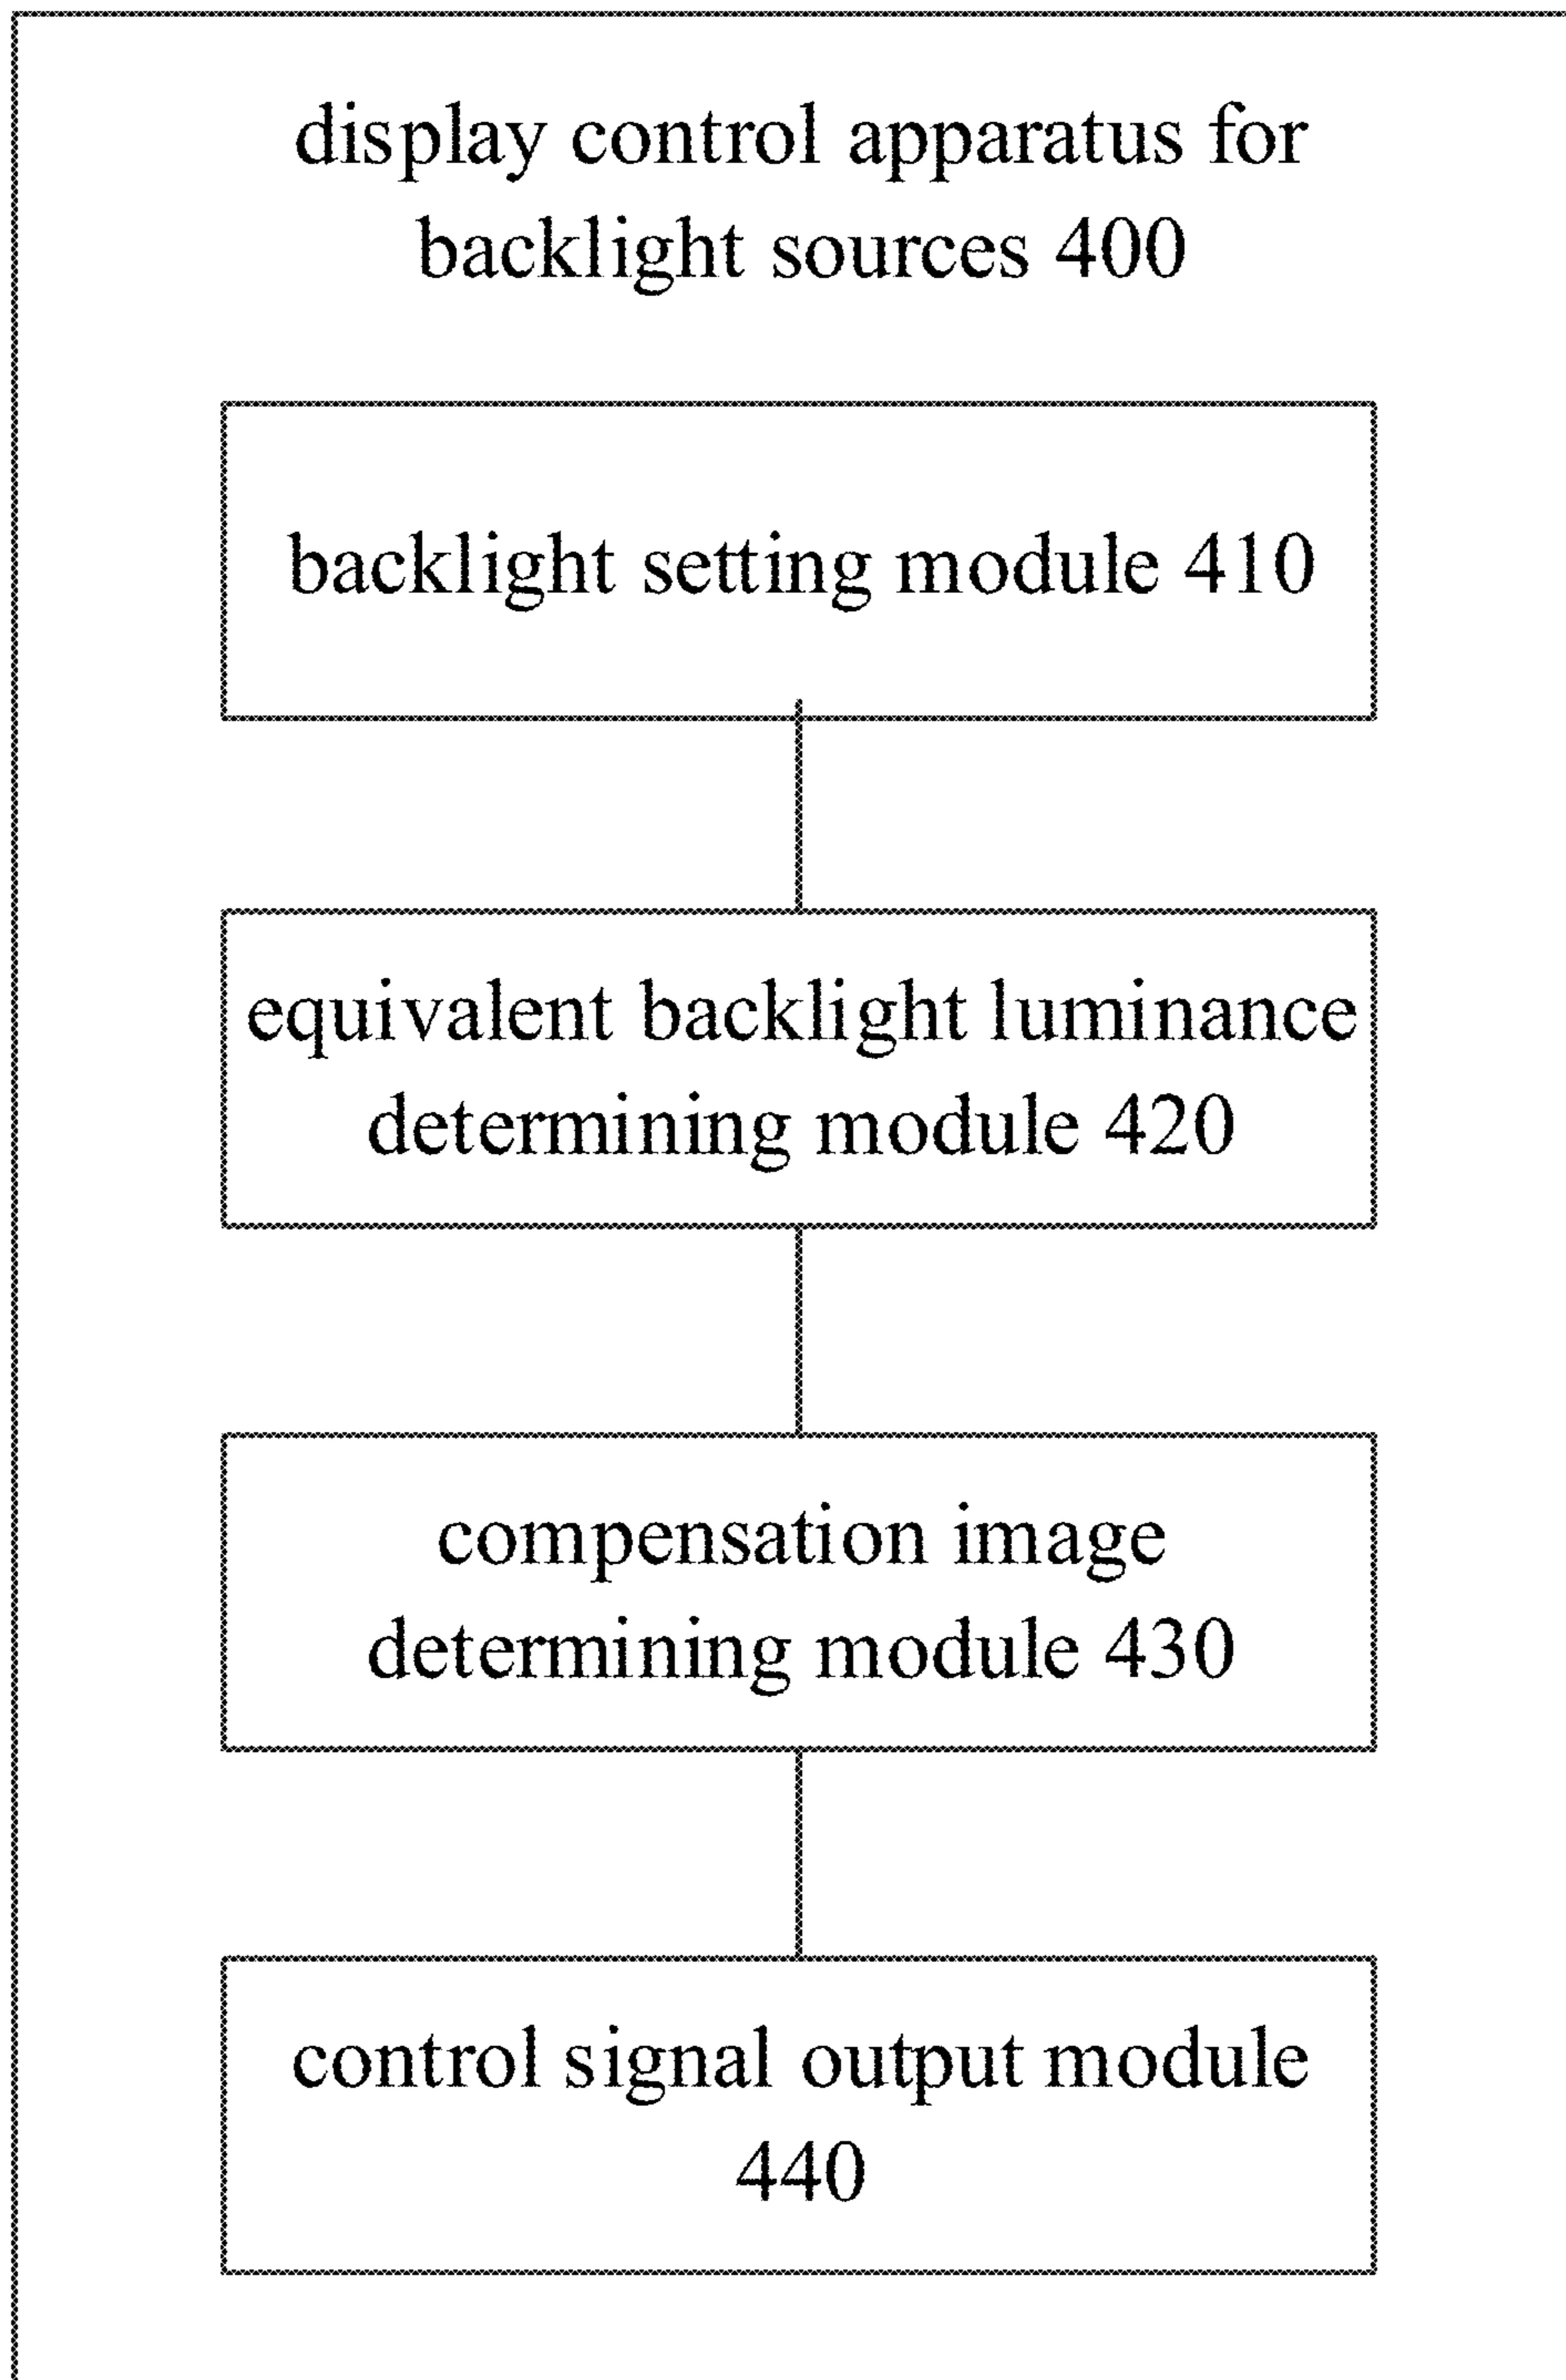 display control apparatus for
backlight sources 400
backlight setting module 410
equivalent backlight luminance
determining module 420
compensation image
determining module 430
control signal output module
440